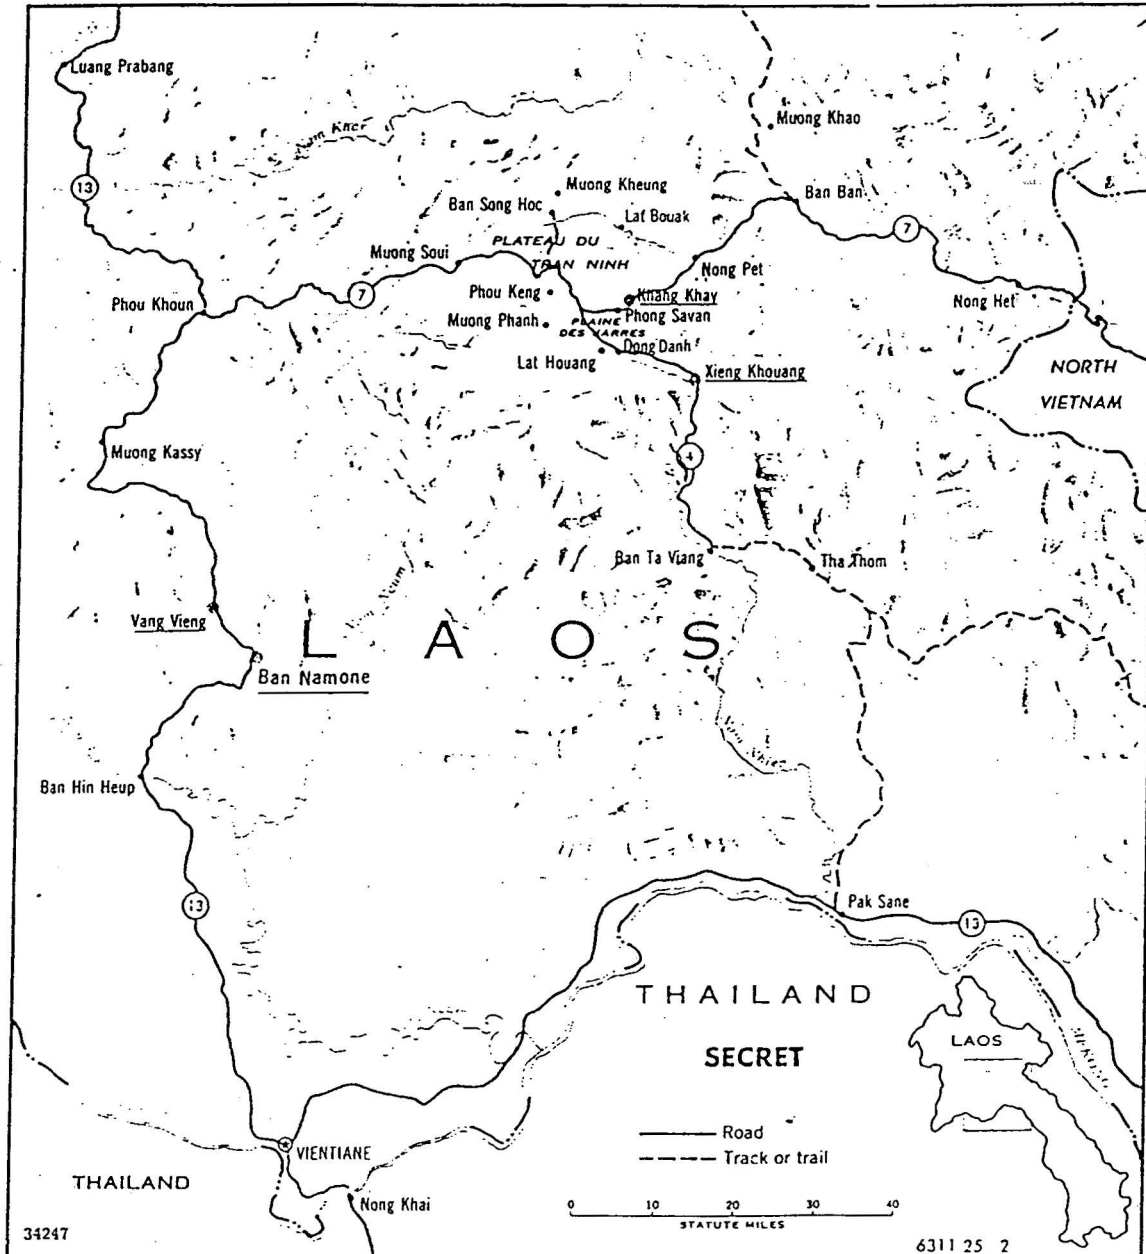 Luang Prabang
Muong Khao
13
Muong Kheung
Ban Ban
Ban Song Hoc
Lat Bouak
7
PLATEAU DU
TRAN NINH
Muong Soui
Nong Pet
Phou Keng
Khang Khay
Nong Het
Phou Khoun
7
Phong Savan
Muong Phanh
PLAINE
DES JARRES
Dong Danh
Lat Houang
Xieng Khouang
NORTH
VIETNAM
Muong Kassy
4
Ban Ta Viang
Tha Thom
Vang Vieng
LAOS
Ban Namone
Ban Hin Heup
13
Pak Sane
13
THAILAND
LAOS
SECRET
Road
Track or trail
VIENTIANE
THAILAND
Nong Khai
0 10 20 30 40
STATUTE MILES
34247
6311 25 2